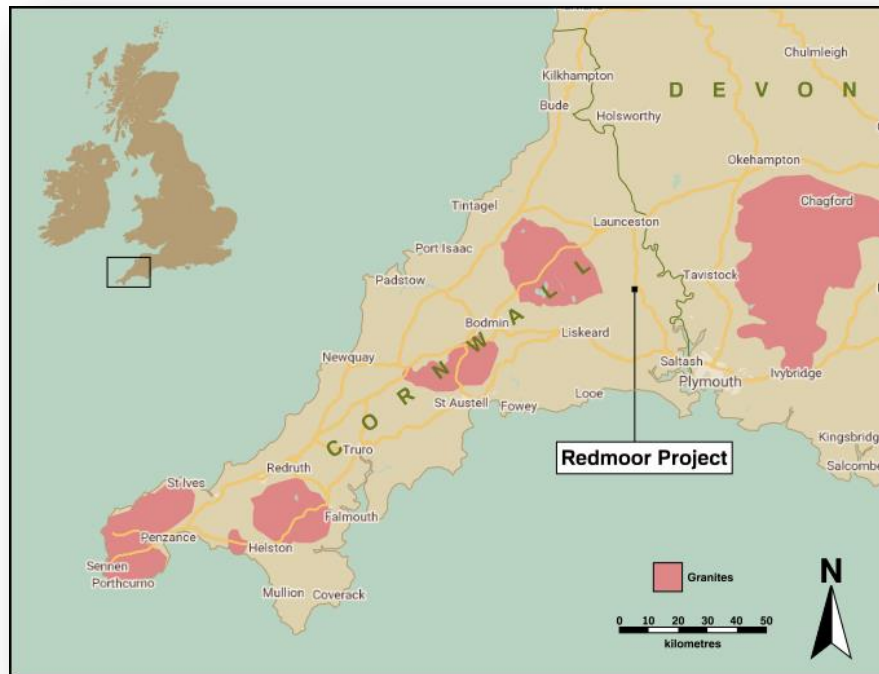 Kilkhampton
Chulmleigh
Bude
DEVON
Holsworthy
Okehampton
Chagford
Tintagel
Launceston
Port Isaac
Tavistock
Padstow
CORNWALL
Bodmin
Liskeard
Newquay
Saltash
Plymouth
Ivybridge
St Austell
Fowey
Looe
Truro
Kingsbridge
Salcombe
Redmoor Project
Redruth
St Ives
Falmouth
Penzance
Helston
Sennen
Porthcurno
Mullion
Coverack
Granites
N
0 10 20 30 40 50
kilometres